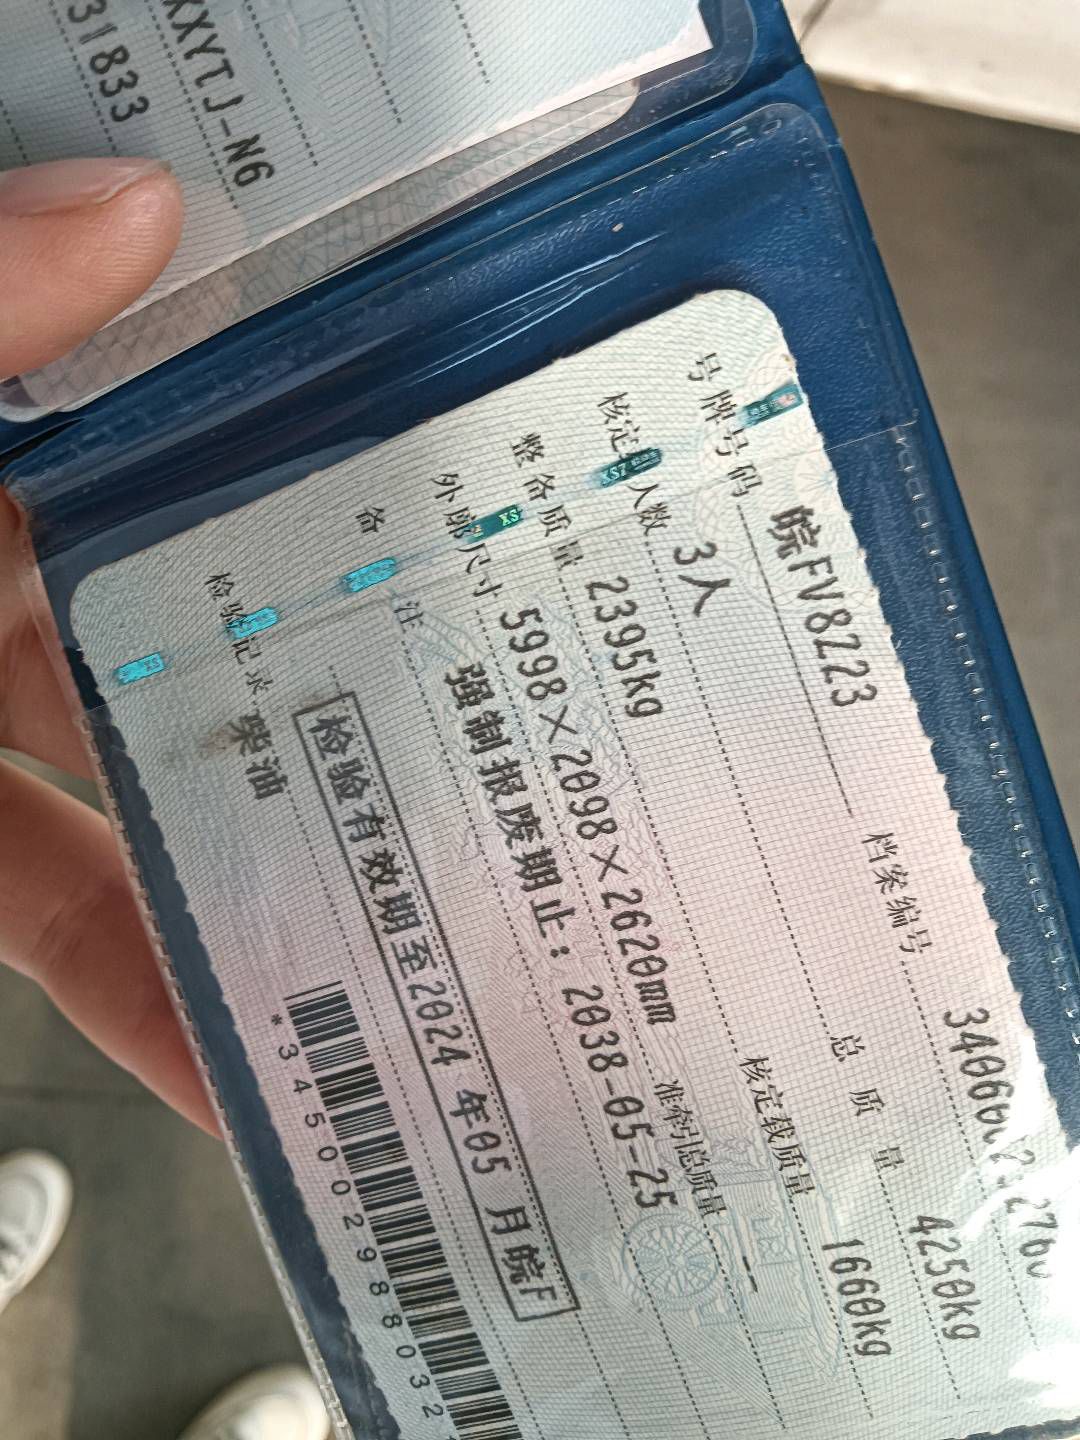 XXYTJ-N6
31833
号牌号码 皖FV8Z23 档案编号
核定 人数 3人 总质量 4250kg
整备质量 2395kg 核定载质量 1660kg
外廓尺寸 5998×2098×2620mm 准牵引总质量 --
备注 强制报废期止：2038-05-25
检验有效期至2024 年05 月皖F
检验记录
柴油
*345002988032